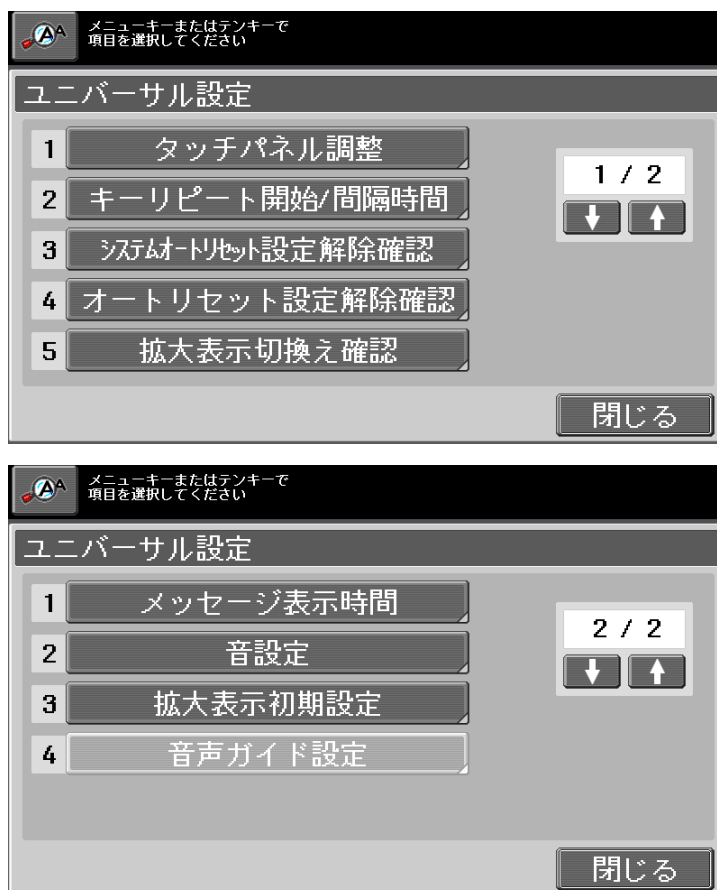 メニューキーまたはテンキーで
項目を選択してください
ユニバーサル設定
1 タッチパネル調整
1 / 2
2 キーリピート開始/間隔時間
3 ｼｽﾃﾑｵｰﾄﾘｾｯﾄ設定解除確認
4 オートリセット設定解除確認
5 拡大表示切換え確認
閉じる
メニューキーまたはテンキーで
項目を選択してください
ユニバーサル設定
1 メッセージ表示時間
2 / 2
2 音設定
3 拡大表示初期設定
4 音声ガイド設定
閉じる